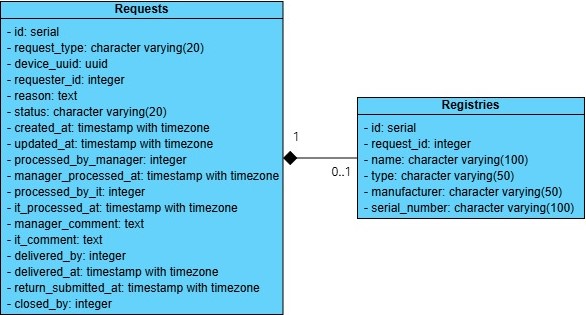 Requests
- id: serial
- request_type: character varying(20)
- device_uuid: uuid
- requester_id: integer
- reason: text
- status: character varying(20)
- created_at: timestamp with timezone
- updated_at: timestamp with timezone
- processed_by_manager: integer
- manager_processed_at: timestamp with timezone
- processed_by_it: integer
- it_processed_at: timestamp with timezone
- manager_comment: text
- it_comment: text
- delivered_by: integer
- delivered_at: timestamp with timezone
- return_submitted_at: timestamp with timezone
- closed_by: integer
1
0..1
Registries
- id: serial
- request_id: integer
- name: character varying(100)
- type: character varying(50)
- manufacturer: character varying(50)
- serial_number: character varying(100)